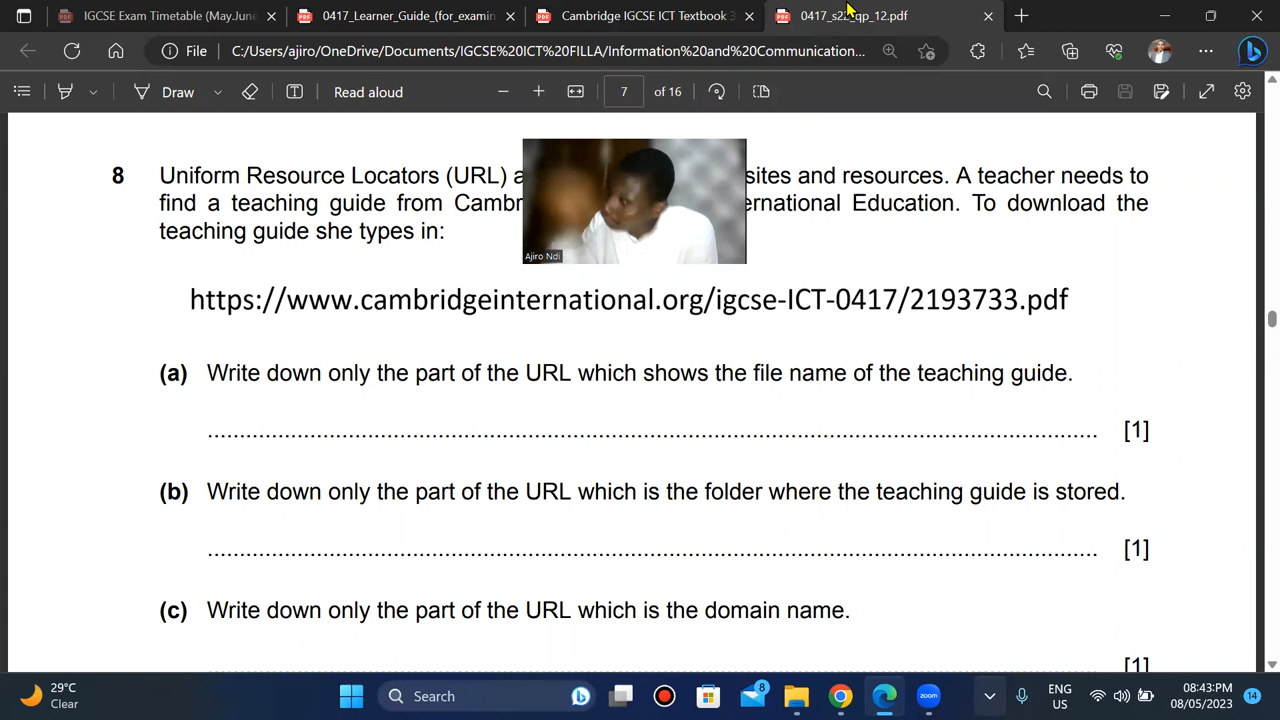 IGCSE Exam Timetable (May/June
0417_Learner_Guide_(for_examin
Cambridge IGCSE ICT Textbook 3
0417_s22_qp_12.pdf
File
C:/Users/ajiro/OneDrive/Documents/IGCSE%20ICT%20FILLA/Information%20and%20Communication...
Draw
Read aloud
7
of 16
8 Uniform Resource Locators (URL) sites and resources. A teacher needs to
find a teaching guide from Cambr ernational Education. To download the
teaching guide she types in:
Ajiro Ndi
https://www.cambridgeinternational.org/igcse-ICT-0417/2193733.pdf
(a) Write down only the part of the URL which shows the file name of the teaching guide.
[1]
(b) Write down only the part of the URL which is the folder where the teaching guide is stored.
[1]
(c) Write down only the part of the URL which is the domain name.
[1]
29°C
Clear
Search
8
zoom
ENG
US
08:43:PM
08/05/2023
14